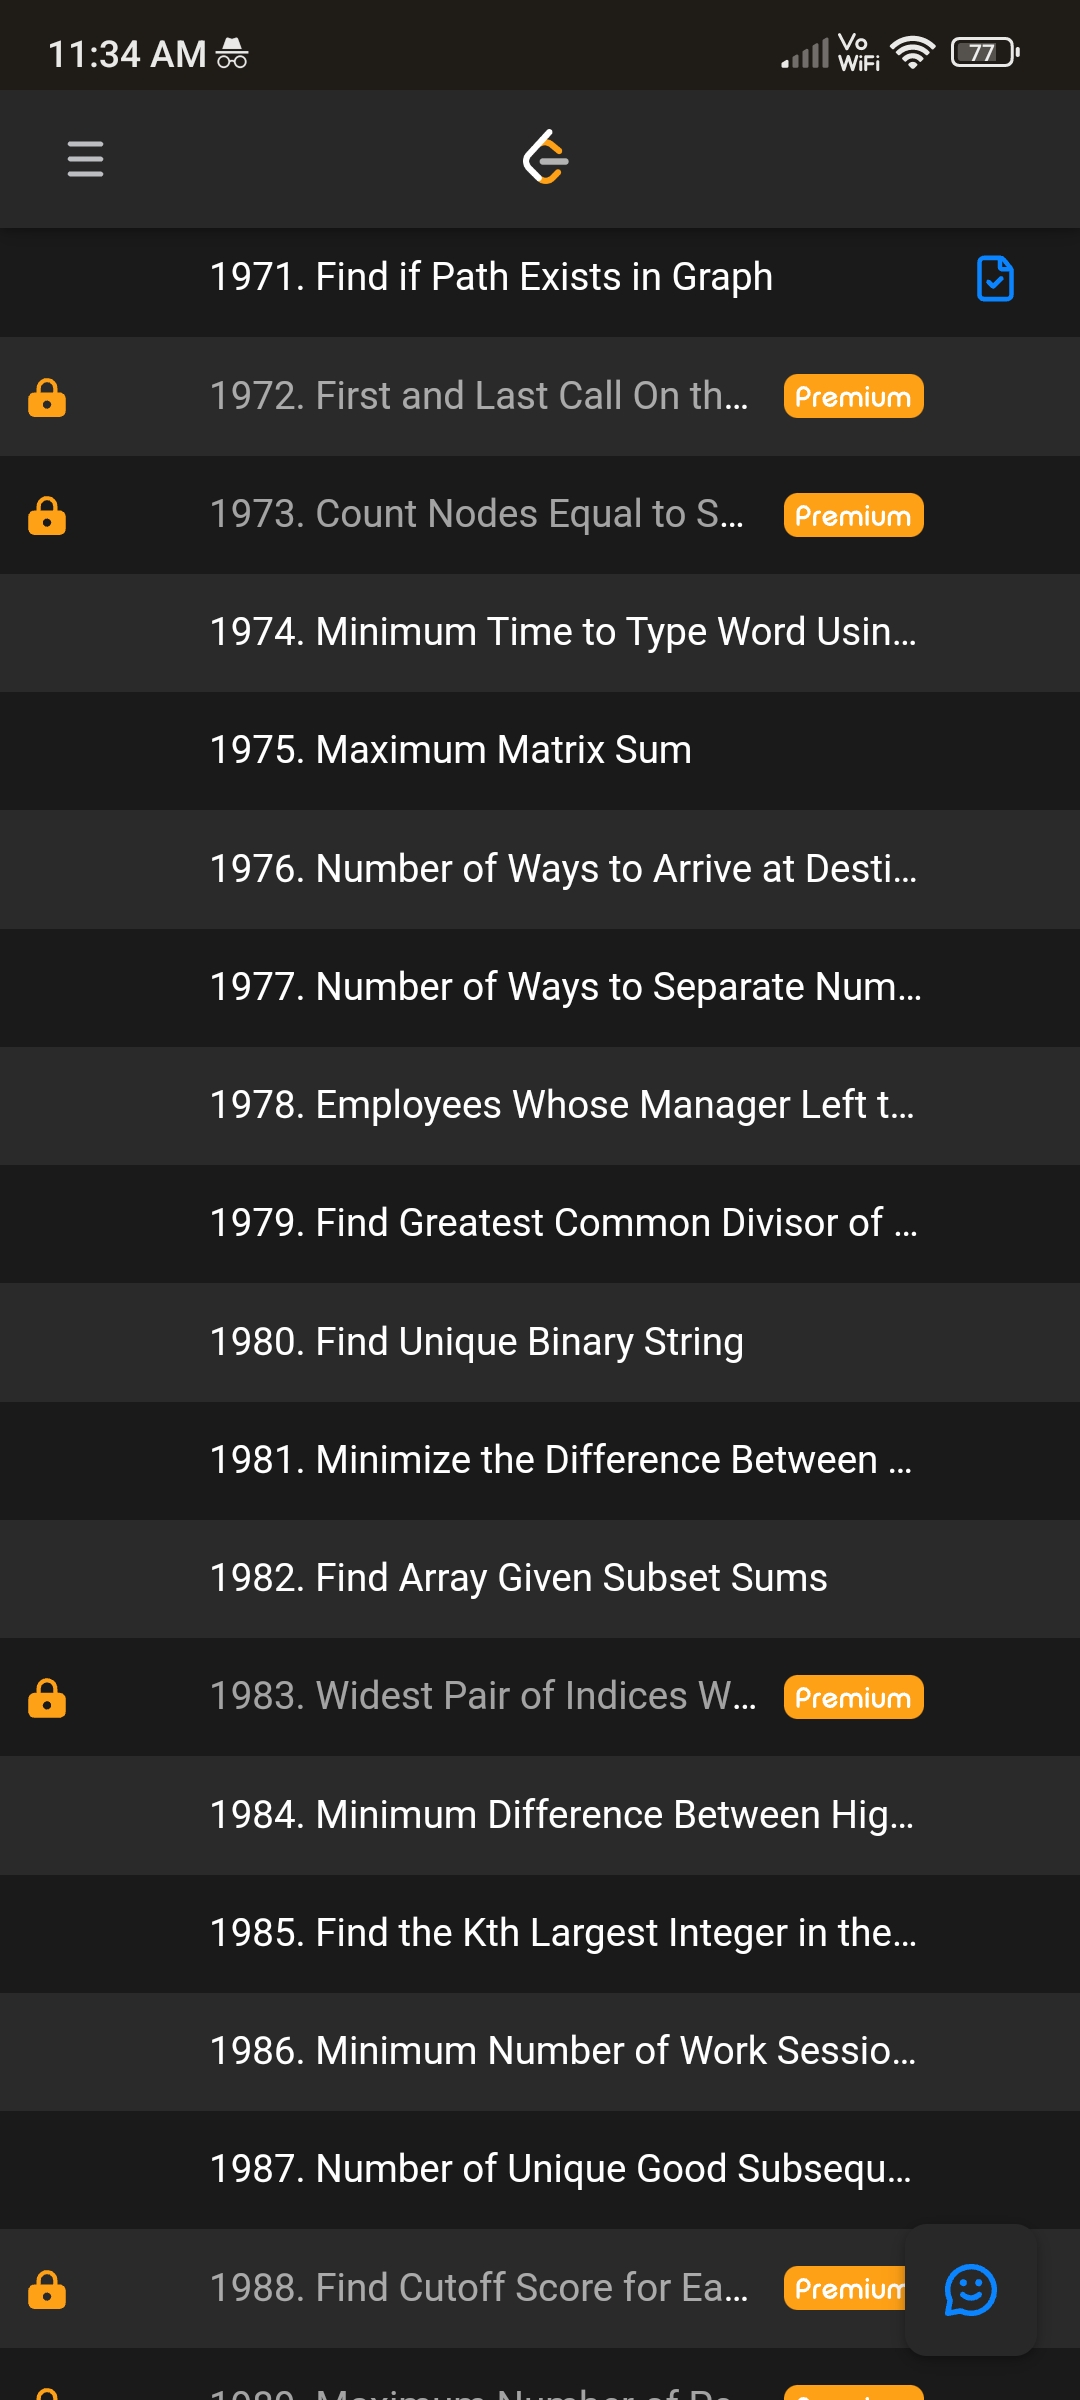 11:34 AM
Vo WiFi
77
1971. Find if Path Exists in Graph
1972. First and Last Call On th... Premium
1973. Count Nodes Equal to S... Premium
1974. Minimum Time to Type Word Usin...
1975. Maximum Matrix Sum
1976. Number of Ways to Arrive at Desti...
1977. Number of Ways to Separate Num...
1978. Employees Whose Manager Left t...
1979. Find Greatest Common Divisor of ...
1980. Find Unique Binary String
1981. Minimize the Difference Between ...
1982. Find Array Given Subset Sums
1983. Widest Pair of Indices W... Premium
1984. Minimum Difference Between Hig...
1985. Find the Kth Largest Integer in the...
1986. Minimum Number of Work Sessio...
1987. Number of Unique Good Subsequ...
1988. Find Cutoff Score for Ea... Premium
1989. Maximum Number of